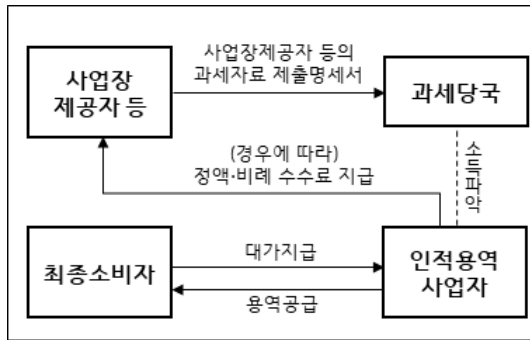 사업장
제공자 등
사업장제공자 등의
과세자료 제출명세서
과세당국
(경우에 따라)
정액·비례 수수료 지급
소득파악
최종소비자
대가지급
용역공급
인적용역
사업자